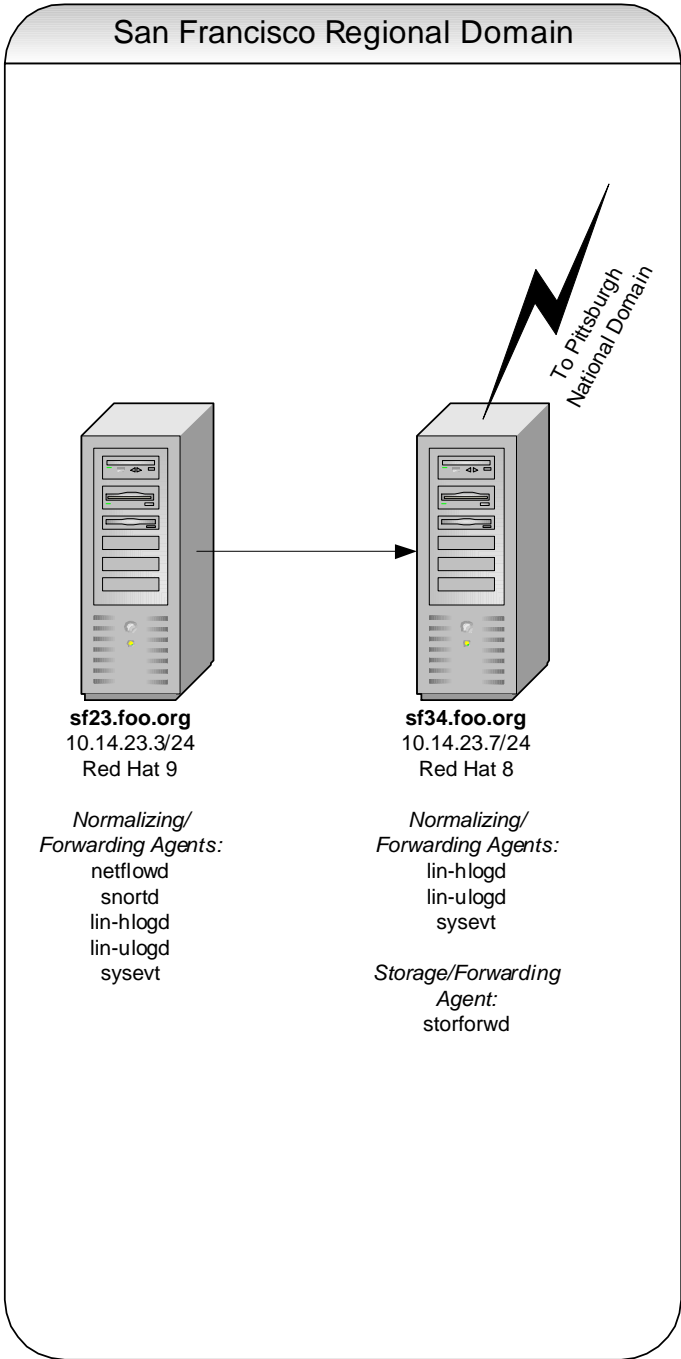 San Francisco Regional Domain
To Pittsburgh
National Domain
sf23.foo.org
10.14.23.3/24
Red Hat 9
Normalizing/
Forwarding Agents:
netflowd
snortd
lin-hlogd
lin-ulogd
sysevt
sf34.foo.org
10.14.23.7/24
Red Hat 8
Normalizing/
Forwarding Agents:
lin-hlogd
lin-ulogd
sysevt
Storage/Forwarding
Agent:
storforwd